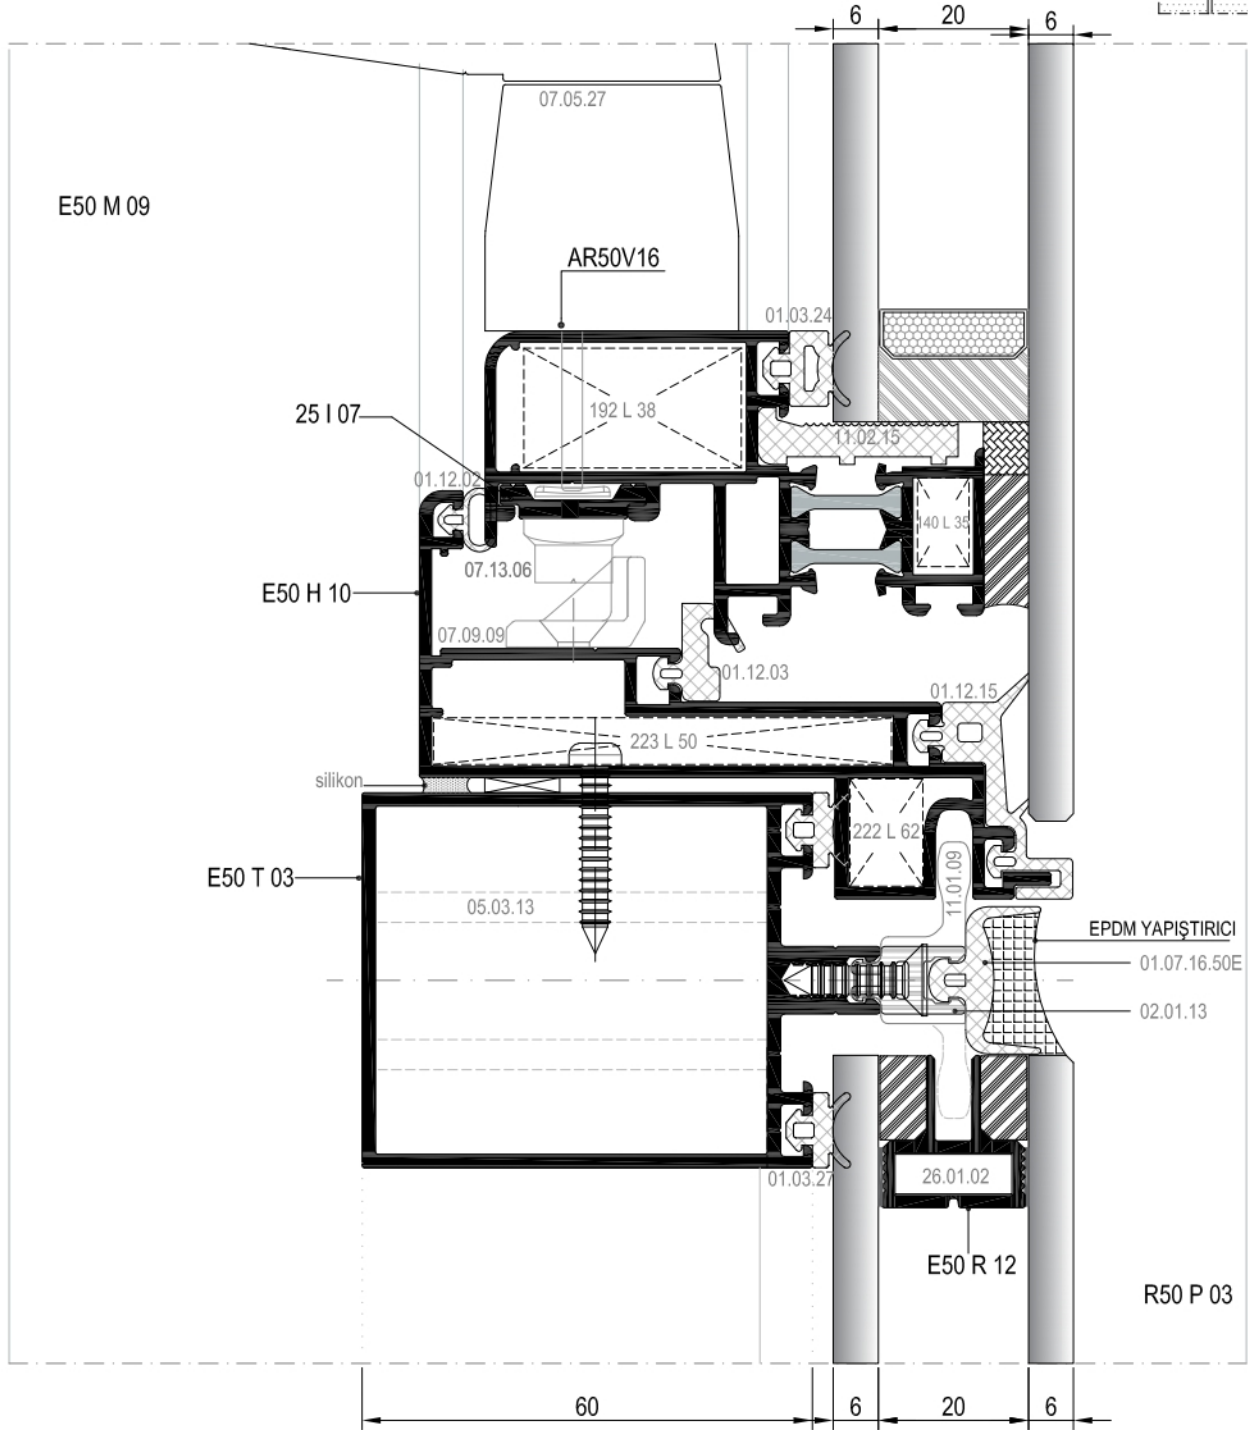 6 20 6
07.05.27
E50 M 09
AR50V16
01.03.24
192 L 38
25 I 07
11.02.15
01.12.02
140 L 35
07.13.06
E50 H 10
07.09.09
01.12.03
01.12.15
223 L 50
silikon
222 L 62
E50 T 03
11.01.09
05.03.13
EPDM YAPIŞTIRICI
01.07.16.50E
02.01.13
01.03.27
26.01.02
E50 R 12
R50 P 03
60 6 20 6